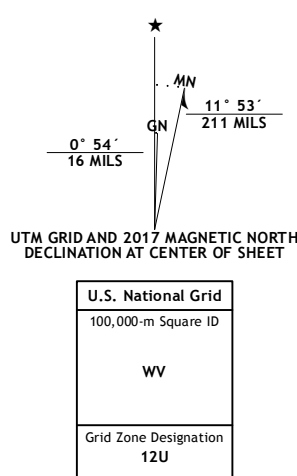 ★
MN
GN
11° 53´
211 MILS
0° 54´
16 MILS
UTM GRID AND 2017 MAGNETIC NORTH
DECLINATION AT CENTER OF SHEET
U.S. National Grid
100,000-m Square ID
WV
Grid Zone Designation
12U